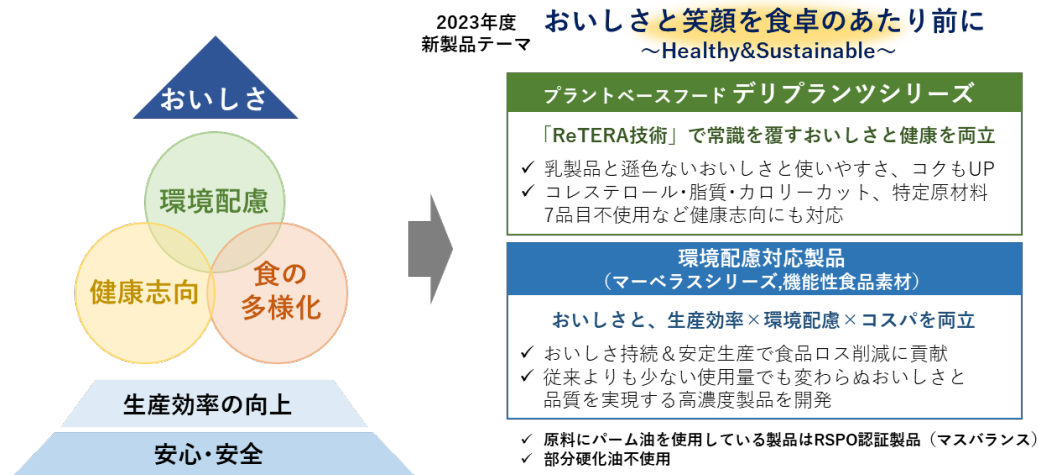 おいしさ
環境配慮
健康志向
食の
多様化
生産効率の向上
安心･安全
2023年度
新製品テーマ
おいしさと笑顔を食卓のあたり前に
～Healthy&Sustainable～
プラントベースフード デリプランツシリーズ
「ReTERA技術」で常識を覆すおいしさと健康を両立
✓ 乳製品と遜色ないおいしさと使いやすさ、コクもUP
✓ コレステロール･脂質･カロリーカット、特定原材料
7品目不使用など健康志向にも対応
環境配慮対応製品
（マーベラスシリーズ,機能性食品素材）
おいしさと、生産効率×環境配慮×コスパを両立
✓ おいしさ持続＆安定生産で食品ロス削減に貢献
✓ 従来よりも少ない使用量でも変わらぬおいしさと
品質を実現する高濃度製品を開発
✓ 原料にパーム油を使用している製品はRSPO認証製品（マスバランス）
✓ 部分硬化油不使用